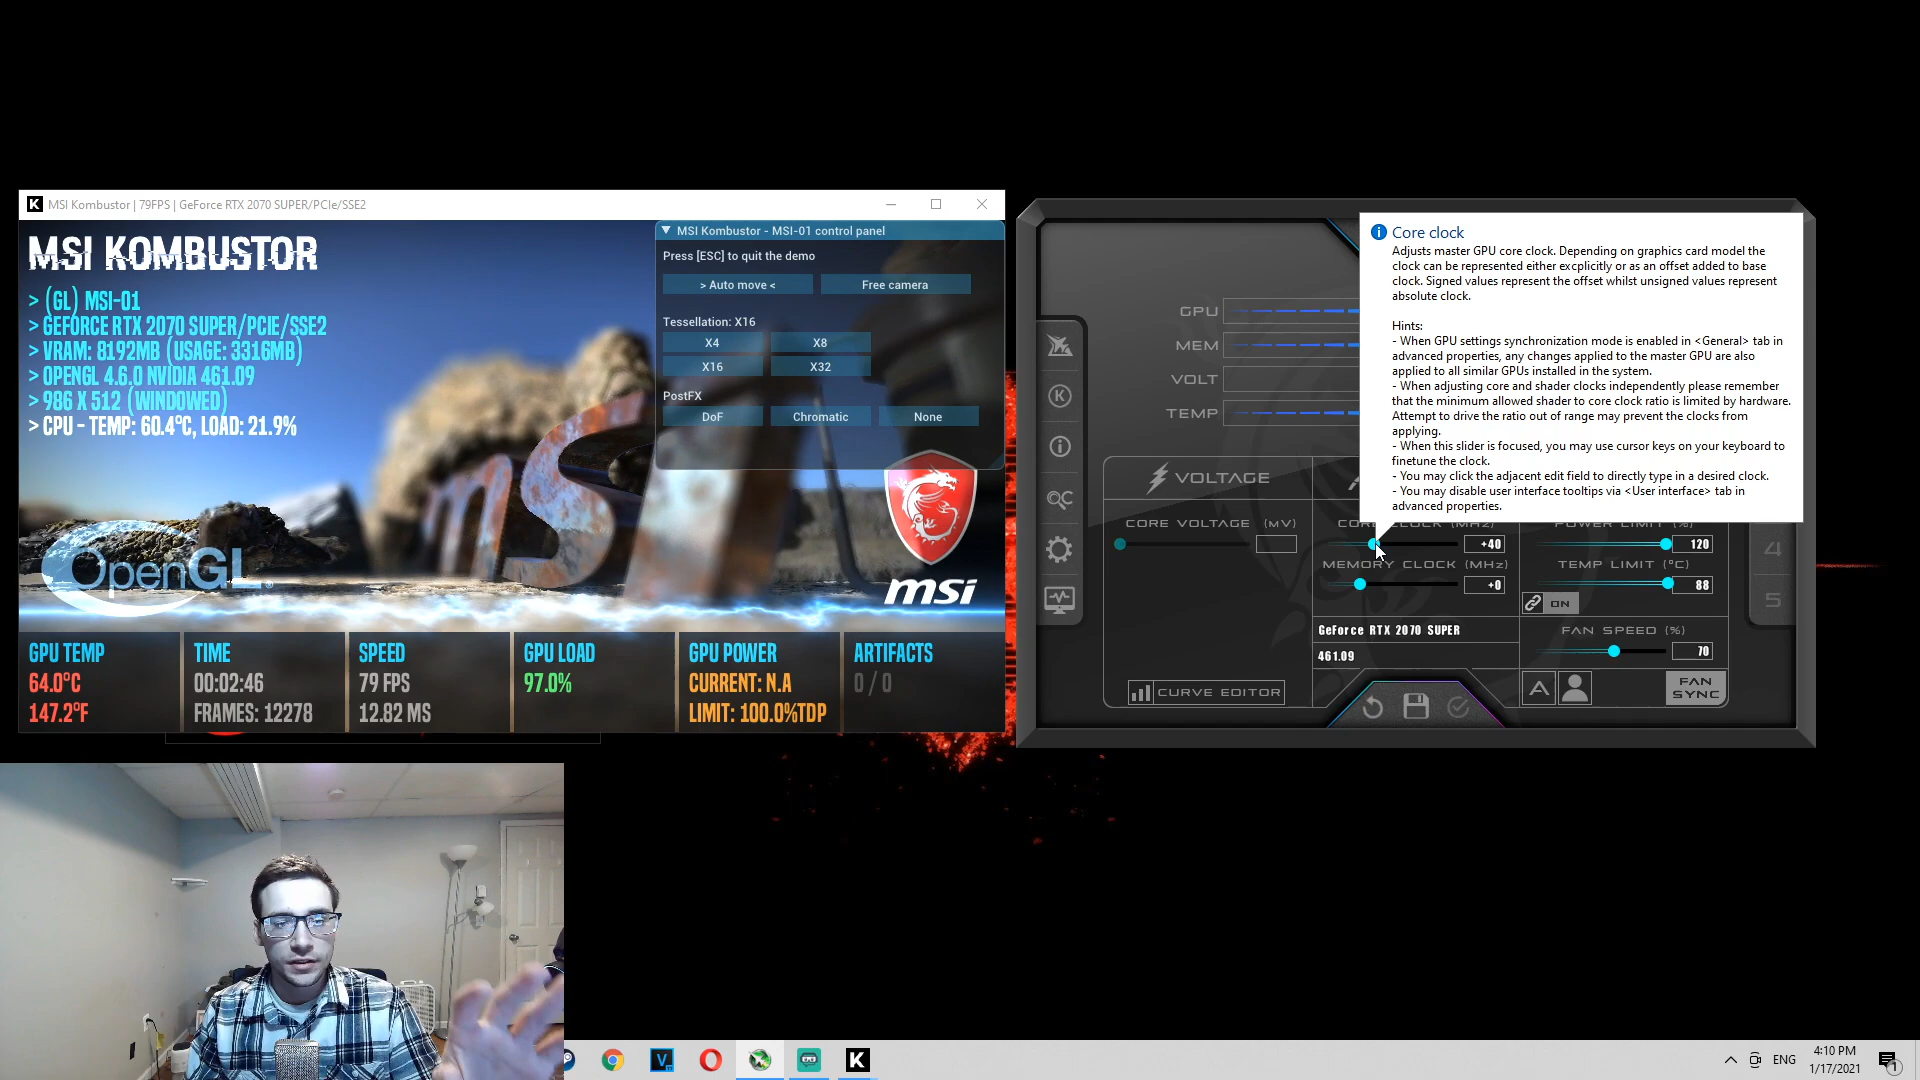 MSI Kombustor | 79FPS | GeForce RTX 2070 SUPER/PCIe/SSE2
MSI KOMBUSTOR
> (GL) MSI-01
> GEFORCE RTX 2070 SUPER/PCIE/SSE2
> VRAM: 8192MB (USAGE: 3316MB)
> OPENGL 4.6.0 NVIDIA 461.09
> 986 X 512 (WINDOWED)
> CPU - TEMP: 60.4°C, LOAD: 21.9%
MSI Kombustor - MSI-01 control panel
Press [ESC] to quit the demo
> Auto move <
Free camera
Tessellation: X16
X4
X8
X16
X32
PostFX
DoF
Chromatic
None
msi
OpenGL
msi
GPU TEMP
64.0°C
147.2°F
TIME
00:02:46
FRAMES: 12278
SPEED
79 FPS
12.82 MS
GPU LOAD
97.0%
GPU POWER
CURRENT: N.A
LIMIT: 100.0%TDP
ARTIFACTS
0 / 0
GPU
MEM
VOLT
TEMP
Core clock
Adjusts master GPU core clock. Depending on graphics card model the
clock can be represented either excplicitly or as an offset added to base
clock. Signed values represent the offset whilst unsigned values represent
absolute clock.
Hints:
- When GPU settings synchronization mode is enabled in <General> tab in
advanced properties, any changes applied to the master GPU are also
applied to all similar GPUs installed in the system.
- When adjusting core and shader clocks independently please remember
that the minimum allowed shader to core clock ratio is limited by hardware.
Attempt to drive the ratio out of range may prevent the clocks from
applying.
- When this slider is focused, you may use cursor keys on your keyboard to
finetune the clock.
- You may click the adjacent edit field to directly type in a desired clock.
- You may disable user interface tooltips via <User interface> tab in
advanced properties.
VOLTAGE
CORE VOLTAGE (MV)
CORE CLOCK (MHz)
+40
MEMORY CLOCK (MHz)
+0
POWER LIMIT (%)
120
TEMP LIMIT (°C)
88
ON
FAN SPEED (%)
70
GeForce RTX 2070 SUPER
461.09
CURVE EDITOR
A
FAN
SYNC
4
5
K
OC
K
V
ENG
4:10 PM
1/17/2021
1